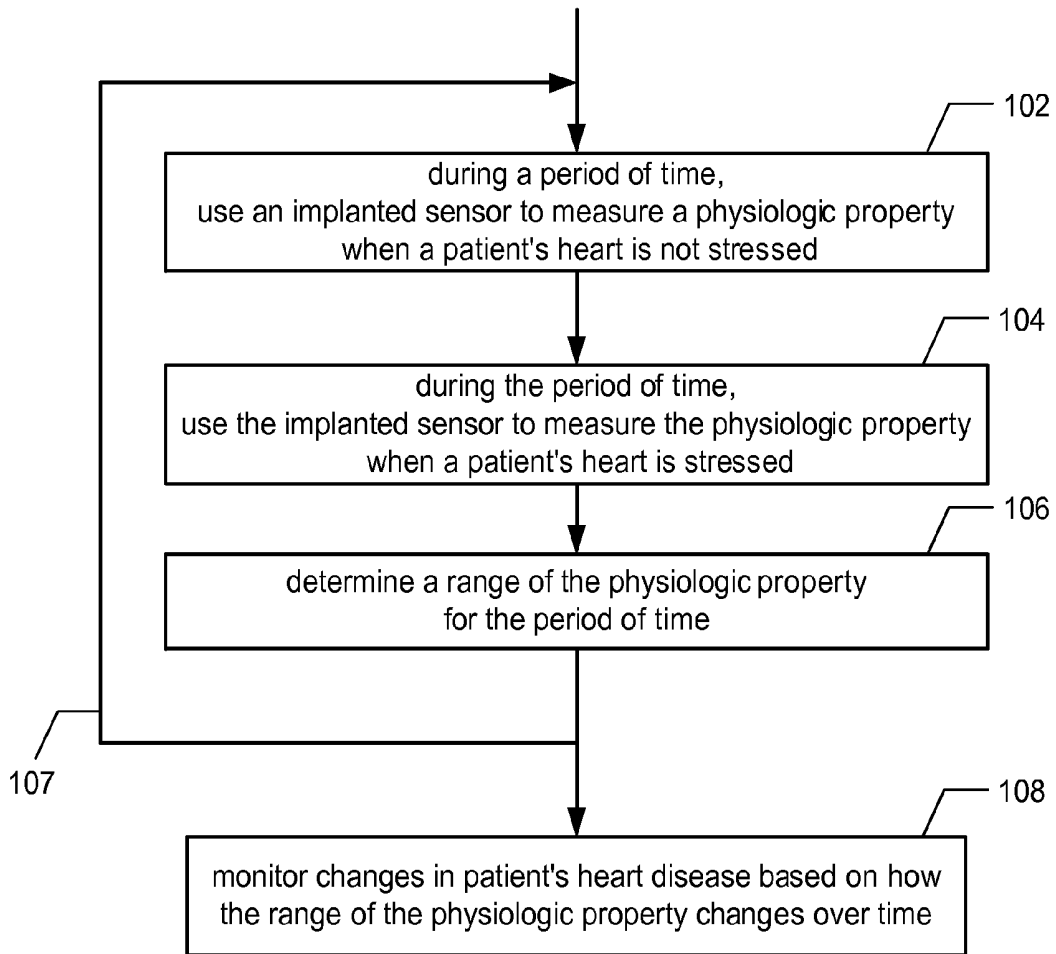 102
during a period of time,
use an implanted sensor to measure a physiologic property
when a patient's heart is not stressed
104
during the period of time,
use the implanted sensor to measure the physiologic property
when a patient's heart is stressed
106
determine a range of the physiologic property
for the period of time
107
108
monitor changes in patient's heart disease based on how
the range of the physiologic property changes over time